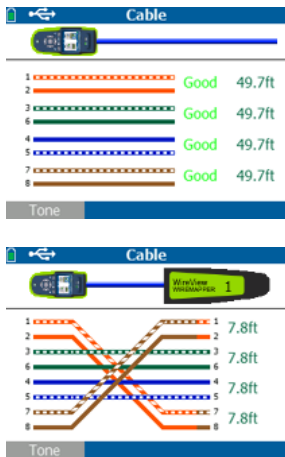 Cable
1
2 Good 49.7ft
3
6 Good 49.7ft
4
5 Good 49.7ft
7
8 Good 49.7ft
Tone
Cable
WireView
WIREMAPPER 1
1 1 7.8ft
2 2
3 3 7.8ft
6 6
4 4 7.8ft
5 5
7 7 7.8ft
8 8
Tone